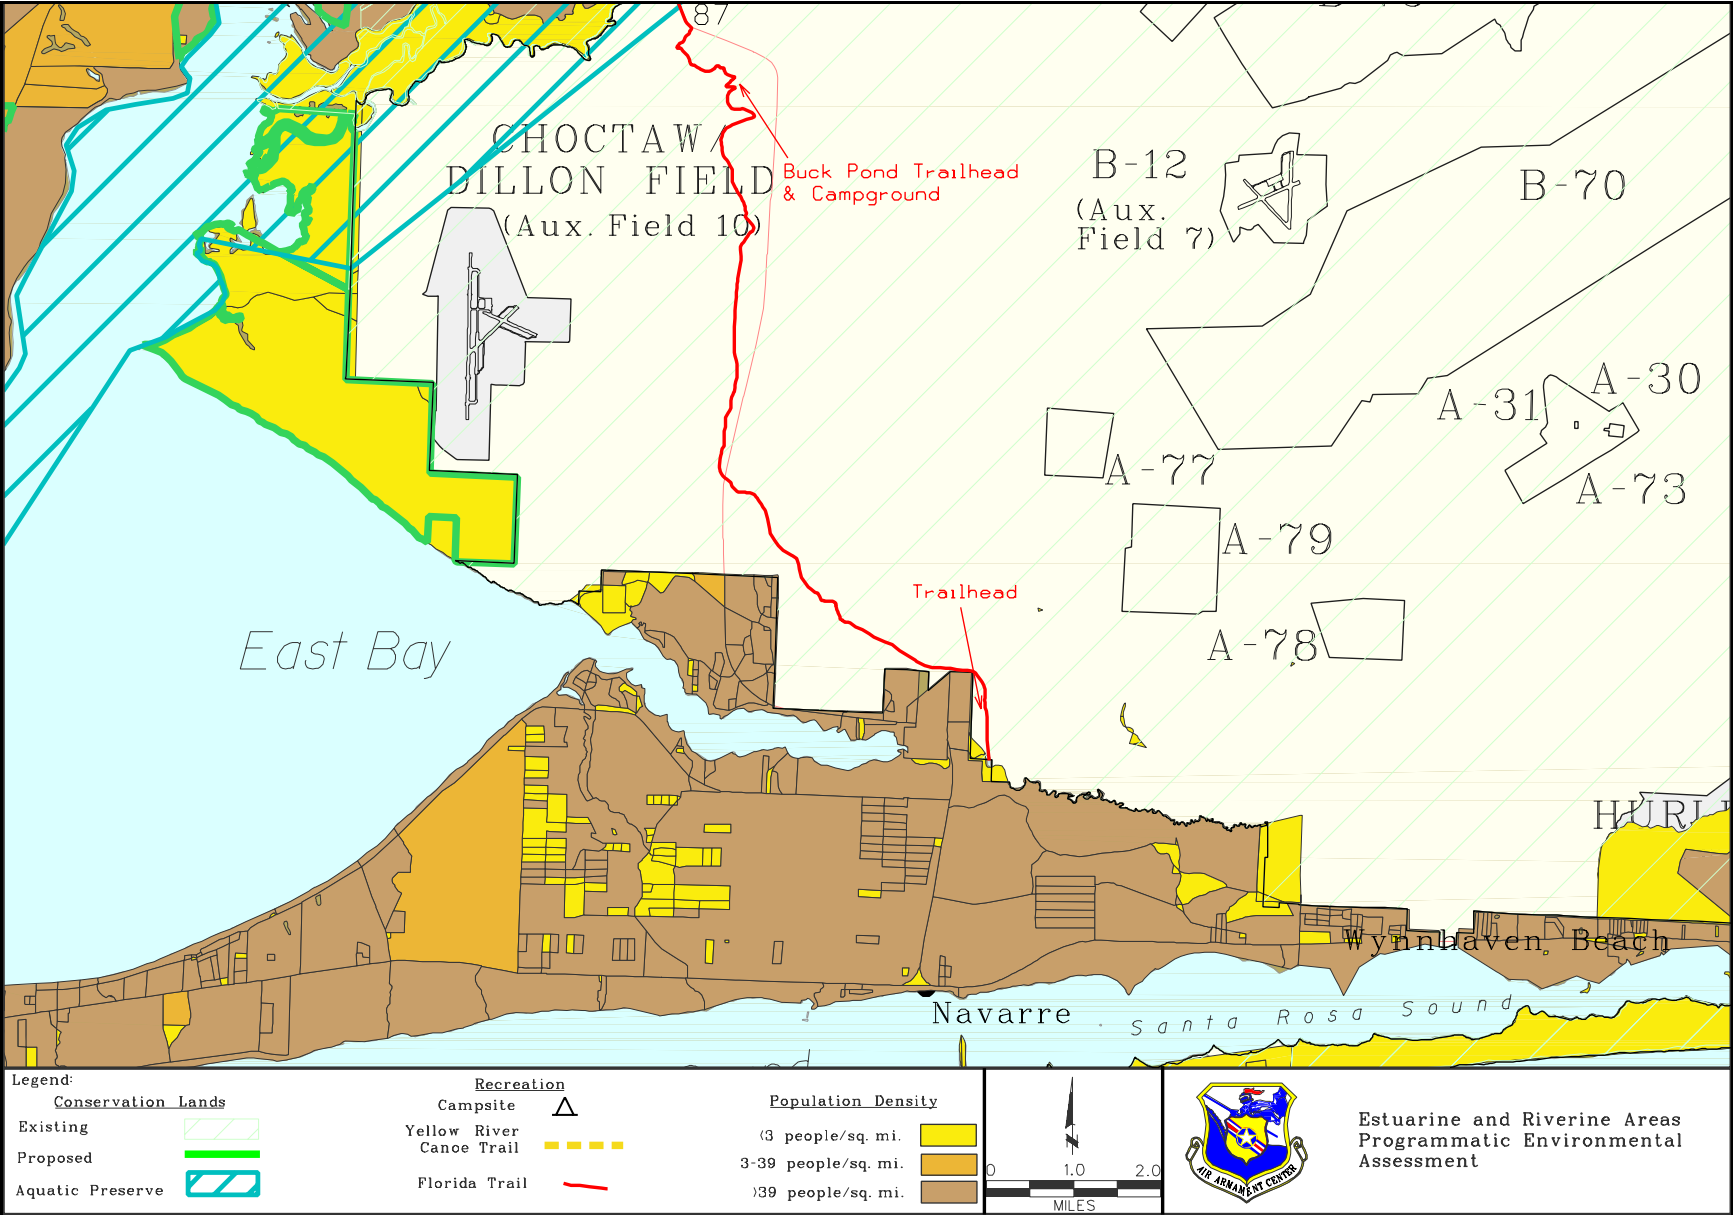 87
CHOCTAW/
DILLON FIELD
(Aux. Field 10)
Buck Pond Trailhead
& Campground
B-12
(Aux.
Field 7)
B-70
A-30
A-31
A-73
A-77
A-79
A-78
Trailhead
East Bay
HURL
Wynnhaven Beach
Navarre
Santa Rosa Sound
Legend:
Conservation Lands
Existing
Proposed
Aquatic Preserve
Recreation
Campsite
Yellow River
Canoe Trail
Florida Trail
Population Density
<3 people/sq. mi.
3-39 people/sq. mi.
>39 people/sq. mi.
0 1.0 2.0
MILES
AIR ARMAMENT CENTER
Estuarine and Riverine Areas
Programmatic Environmental
Assessment